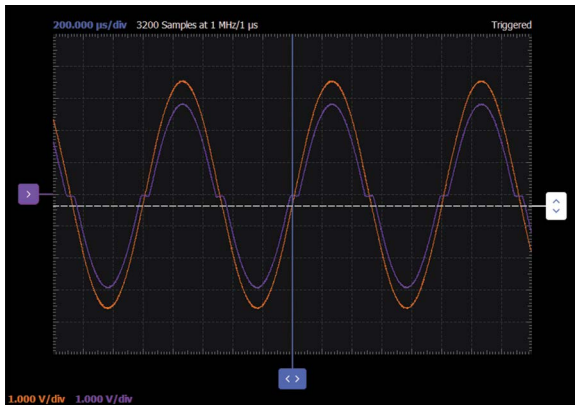 200.000 µs/div 3200 Samples at 1 MHz/1 µs Triggered
1.000 V/div 1.000 V/div